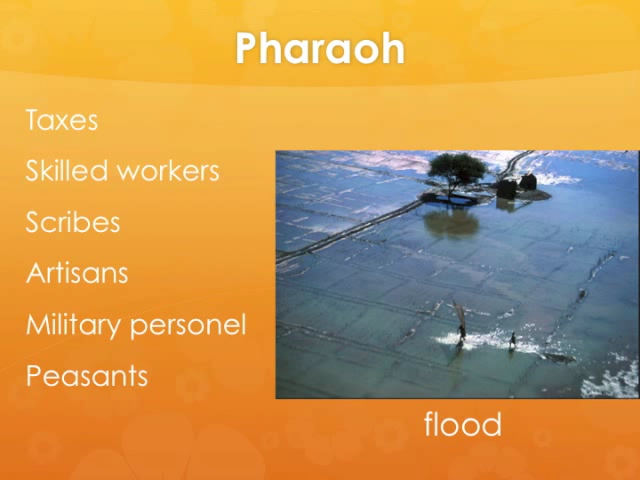 Pharaoh
Taxes
Skilled workers
Scribes
Artisans
Military personel
Peasants
flood